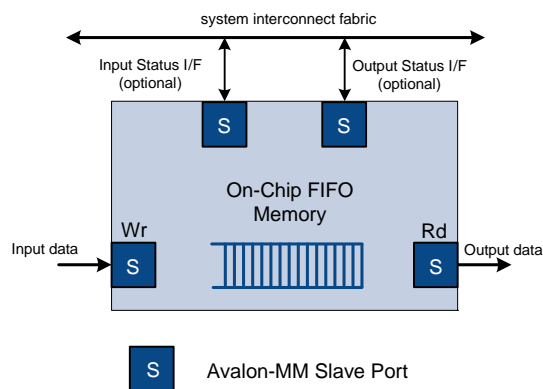 system interconnect fabric
Input Status I/F
(optional)
Output Status I/F
(optional)
S
S
On-Chip FIFO
Memory
Wr
Rd
Input data
S
S
Output data
S
Avalon-MM Slave Port